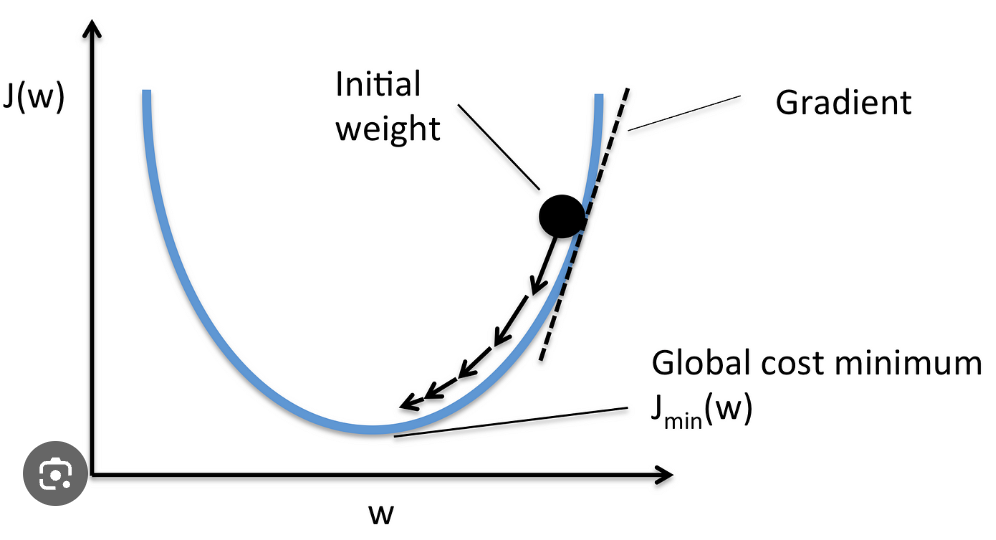 J(w)
Initial
weight
Gradient
Global cost minimum
Jmin(w)
w